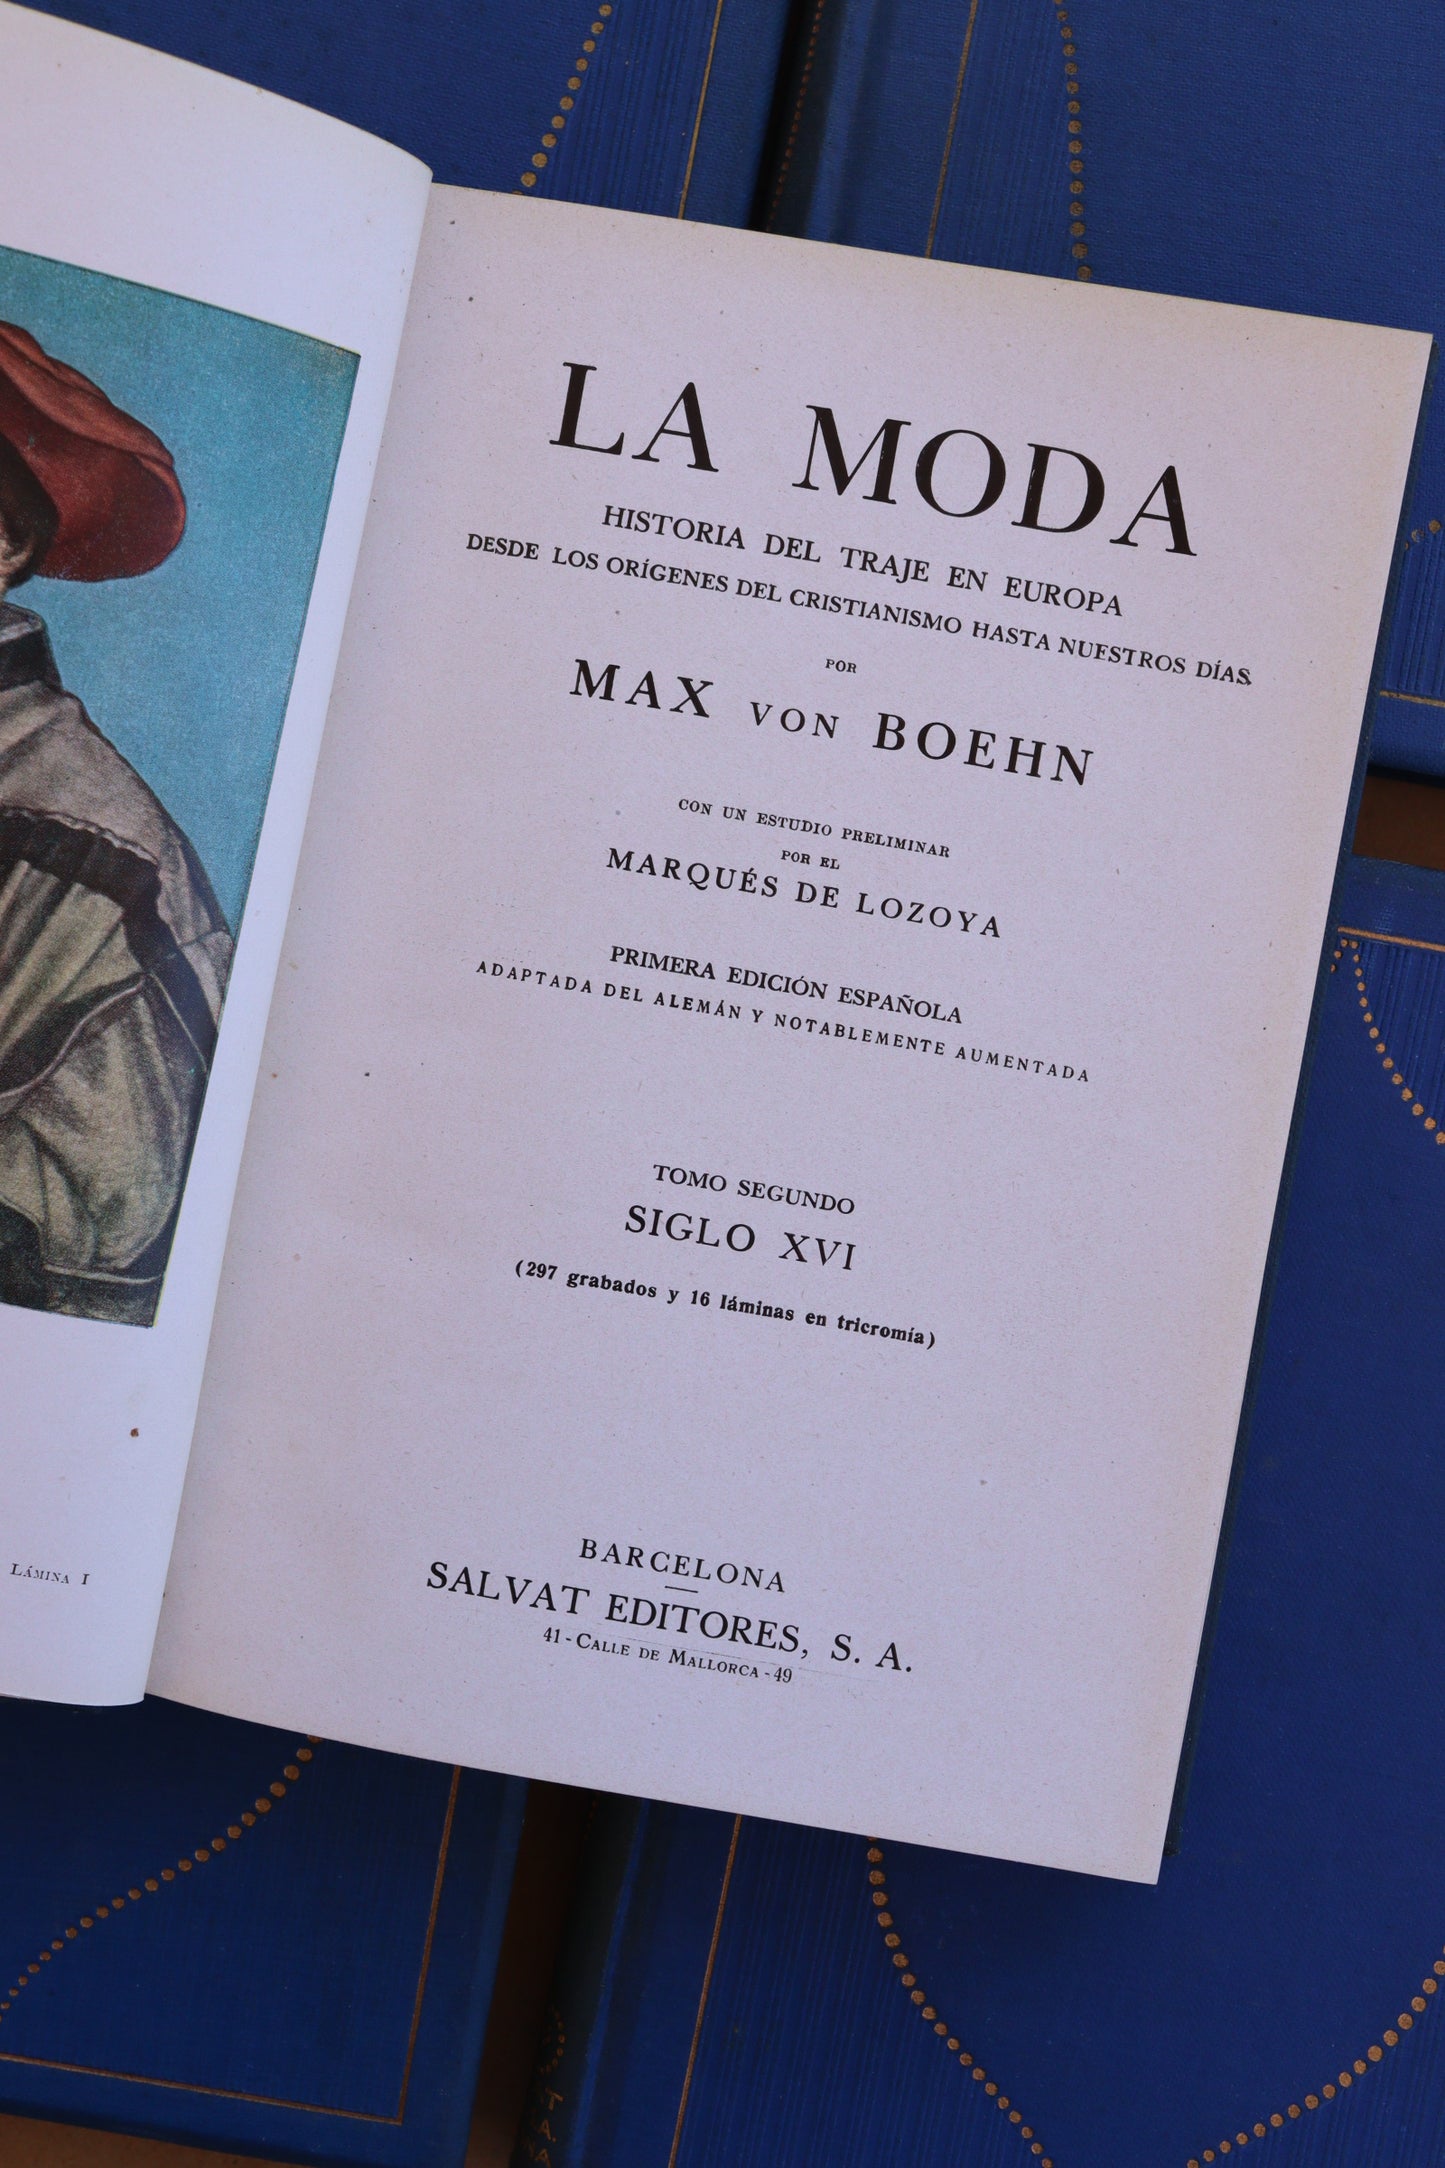 LA MODA
HISTORIA DEL TRAJE EN EUROPA
DESDE LOS ORÍGENES DEL CRISTIANISMO HASTA NUESTROS DÍAS
POR
MAX VON BOEHN
CON UN ESTUDIO PRELIMINAR
POR EL
MARQUÉS DE LOZOYA
PRIMERA EDICIÓN ESPAÑOLA
ADAPTADA DEL ALEMÁN Y NOTABLEMENTE AUMENTADA
TOMO SEGUNDO
SIGLO XVI
(297 grabados y 16 láminas en tricromía)
BARCELONA
SALVAT EDITORES, S. A.
41 - CALLE DE MALLORCA - 49
LÁMINA I